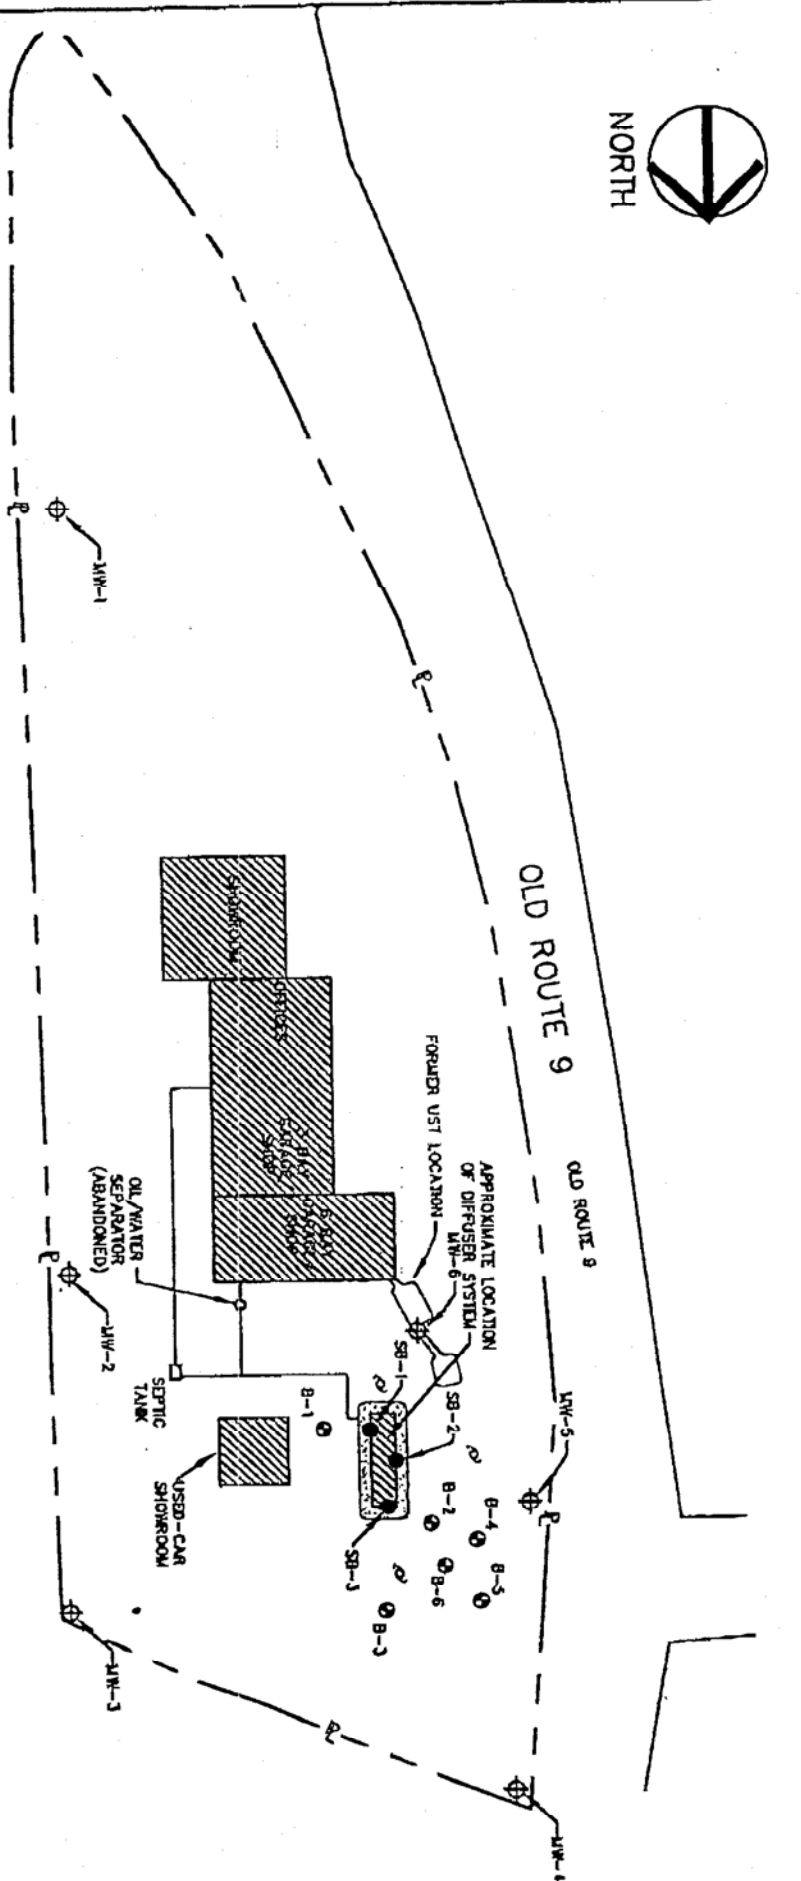 NORTH
MW-1
OLD ROUTE 9
OLD ROUTE 9
SHOWROOM
OFFICES
GARAGE
FORMER UST LOCATION
APPROXIMATE LOCATION
OF DIFFUSER SYSTEM
MW-6
OIL/WATER
SEPARATOR
(ABANDONED)
MW-2
SEPTIC
TANK
SB-1
SB-2
SB-3
B-1
B-2
B-4
B-5
B-6
B-3
MW-5
USED-CAR
SHOWROOM
MW-3